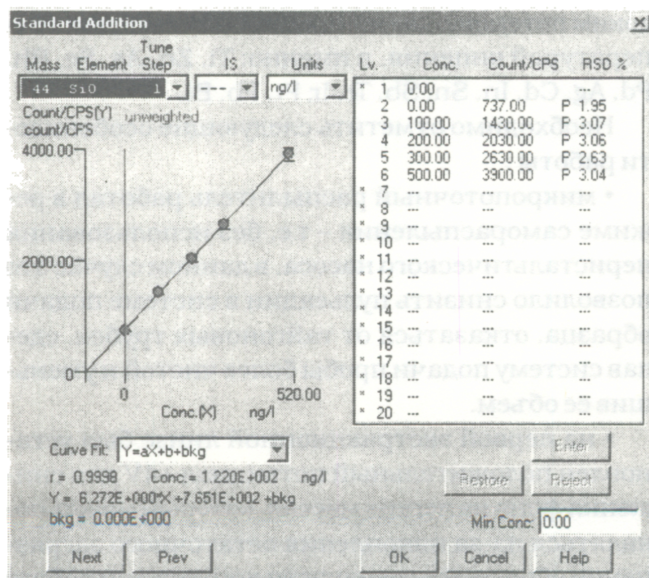 Standard Addition
Tune
Mass Element Step IS Units
44 SiO 1 --- ng/l
Count/CPS(Y) unweighted
count/CPS
4000.00
2000.00
0
0 520.00
Conc.(X) ng/l
Lv. Conc. Count/CPS RSD %
× 1 0.00
2 0.00 737.00 P 1.95
3 100.00 1430.00 P 3.07
4 200.00 2030.00 P 3.06
5 300.00 2630.00 P 2.63
6 500.00 3900.00 P 3.04
× 7 --- --- ---
× 8 --- --- ---
× 9 --- --- ---
× 10 --- --- ---
× 11 --- --- ---
× 12 --- --- ---
× 13 --- --- ---
× 14 --- --- ---
× 15 --- --- ---
× 16 --- --- ---
× 17 --- --- ---
× 18 --- --- ---
× 19 --- --- ---
× 20 --- --- ---
Curve Fit: Y=aX+b+bkg
r = 0.9998 Conc. = 1.220E+002 ng/l
Y = 6.272E+000*X +7.651E+002 +bkg
bkg = 0.000E+000
Enter
Restore Reject
Min Conc: 0.00
Next Prev OK Cancel Help